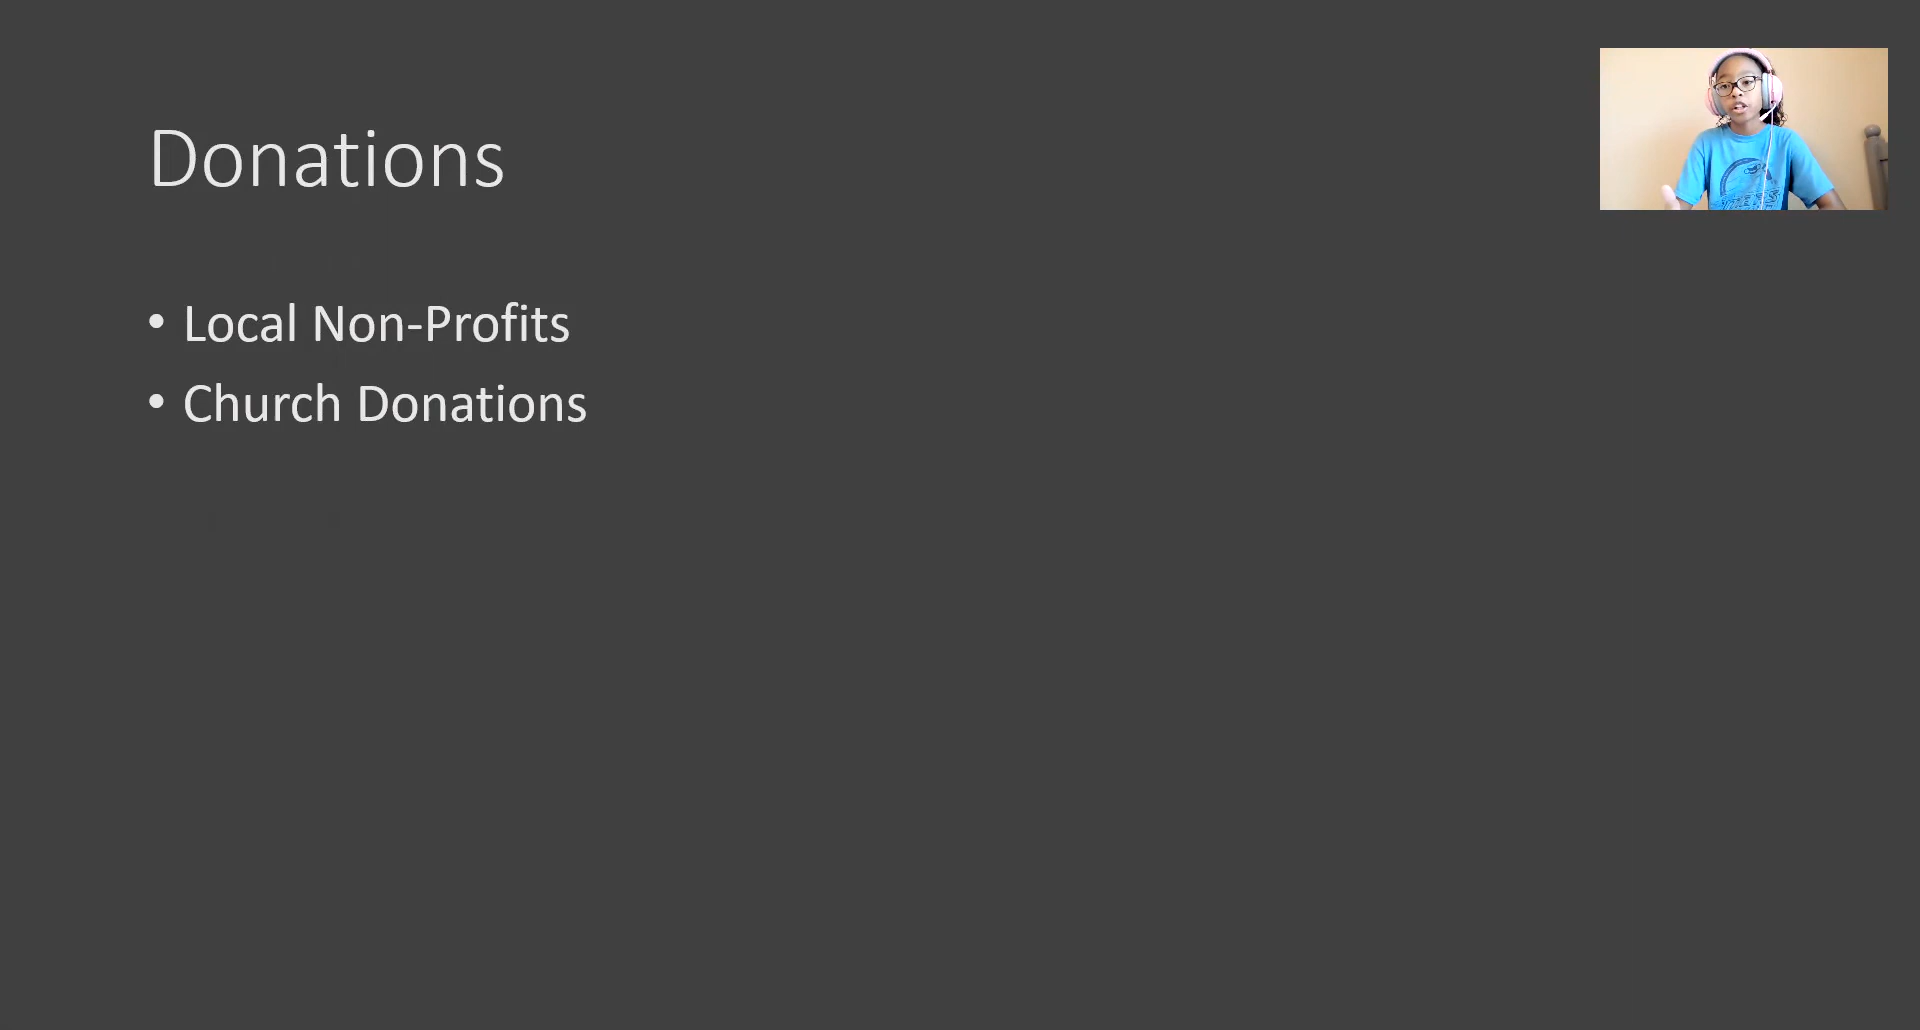 Donations
• Local Non-Profits
• Church Donations